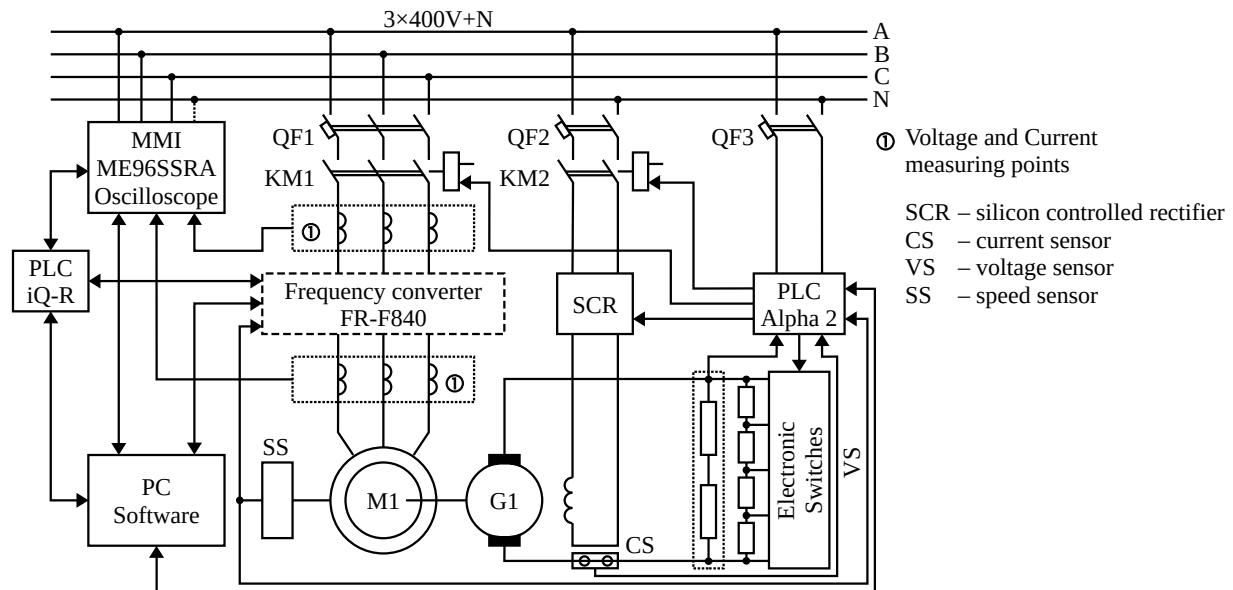 3×400V+N
A
B
C
N
MMI
ME96SSRA
Oscilloscope
QF1
QF2
QF3
KM1
KM2
① Voltage and Current
measuring points
SCR – silicon controlled rectifier
CS – current sensor
VS – voltage sensor
SS – speed sensor
①
PLC
iQ-R
Frequency converter
FR-F840
SCR
PLC
Alpha 2
①
SS
M1
G1
Electronic
Switches
VS
PC
Software
CS